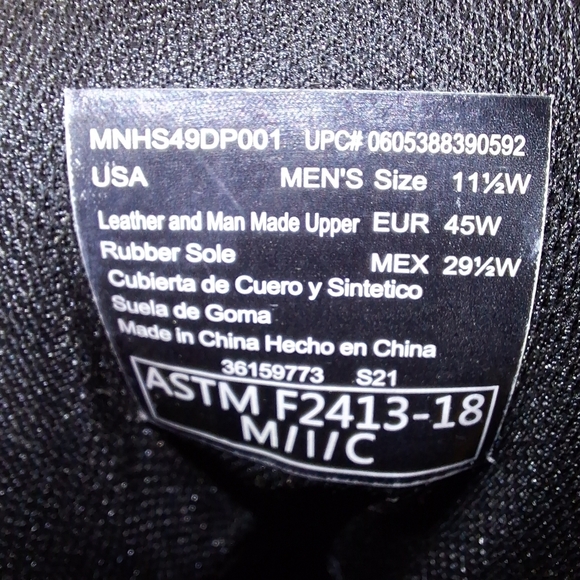 MNHS49DP001 UPC# 0605388390592
USA MEN'S Size 11½W
Leather and Man Made Upper EUR 45W
Rubber Sole MEX 29½W
Cubierta de Cuero y Sintetico
Suela de Goma
Made in China Hecho en China
36159773 S21
ASTM F2413-18
M/I/C